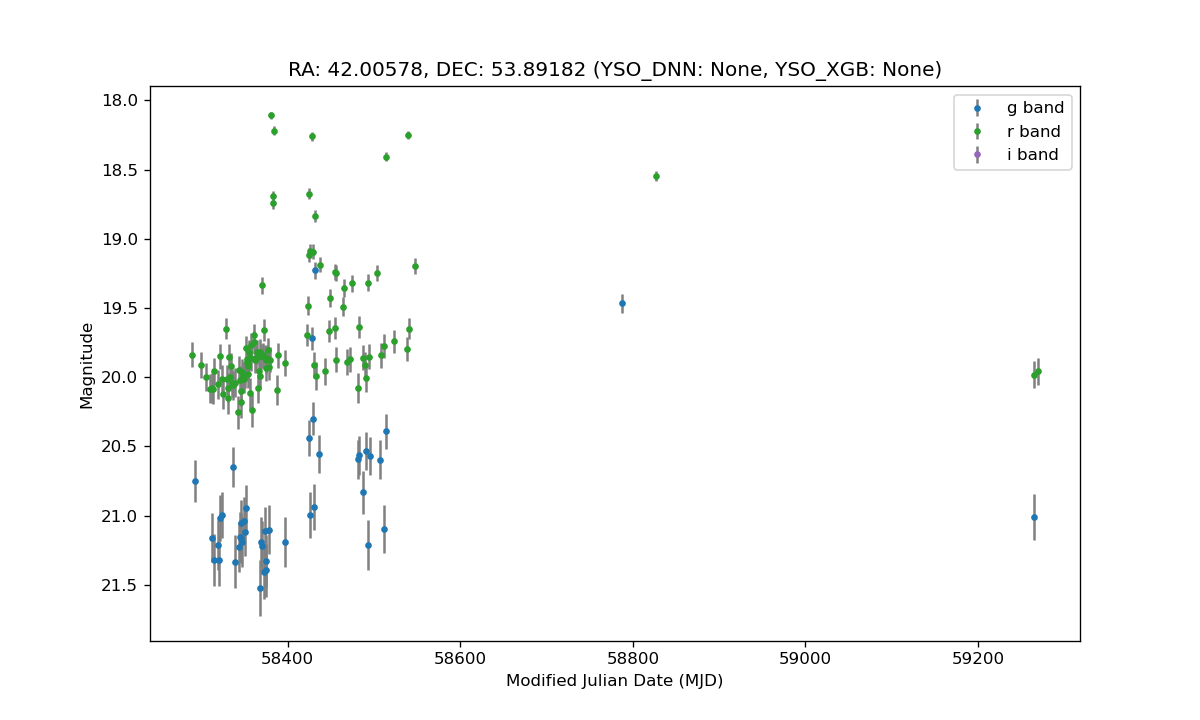 RA: 42.00578, DEC: 53.89182 (YSO_DNN: None, YSO_XGB: None)
g band
r band
i band
18.0
18.5
19.0
19.5
20.0
20.5
21.0
21.5
Magnitude
58400
58600
58800
59000
59200
Modified Julian Date (MJD)